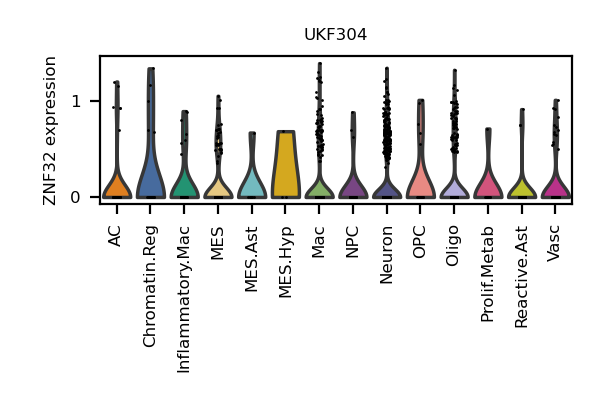 UKF304
ZNF32 expression
1
0
AC
Chromatin.Reg
Inflammatory.Mac
MES
MES.Ast
MES.Hyp
Mac
NPC
Neuron
OPC
Oligo
Prolif.Metab
Reactive.Ast
Vasc